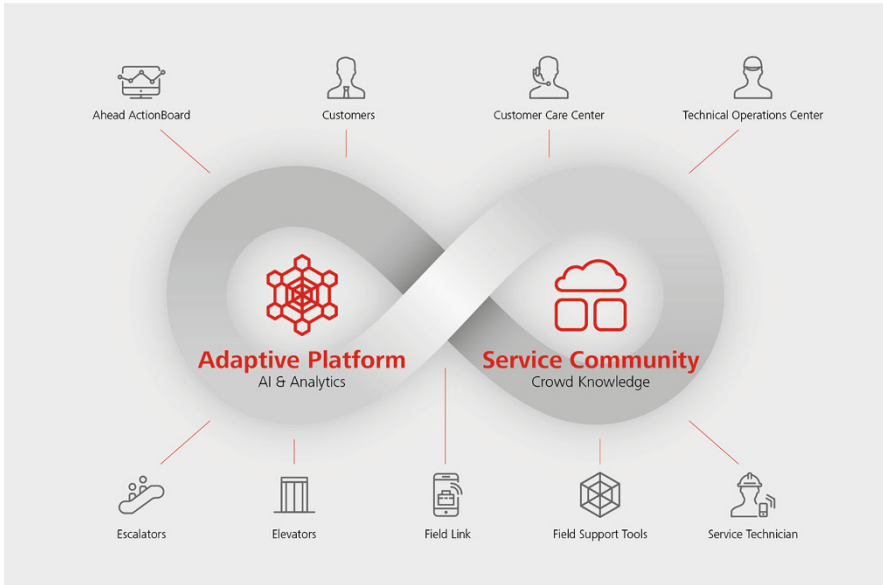 Ahead ActionBoard
Customers
Customer Care Center
Technical Operations Center
Adaptive Platform
AI & Analytics
Service Community
Crowd Knowledge
Escalators
Elevators
Field Link
Field Support Tools
Service Technician